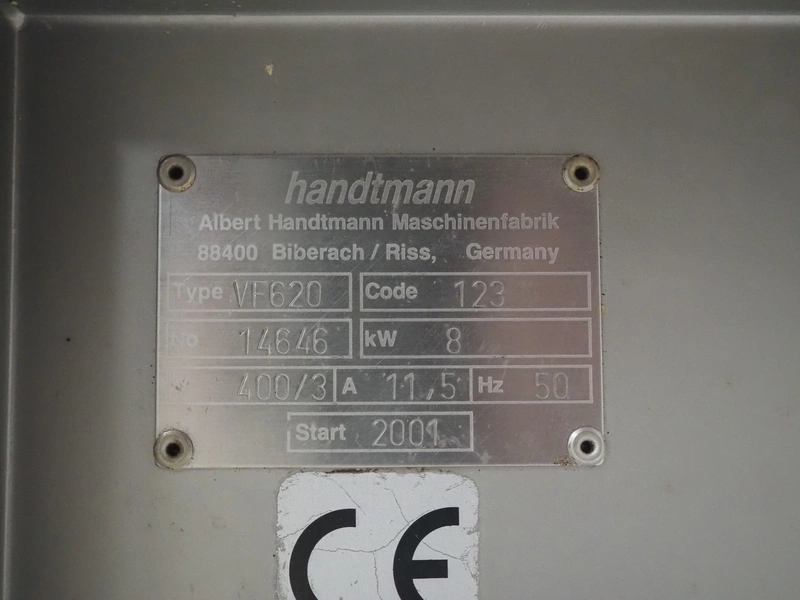 handtmann
Albert Handtmann Maschinenfabrik
88400 Biberach / Riss, Germany
Type VF620 Code 123
No 14646 kW 8
400/3 A 11,5 Hz 50
Start 2001
CE